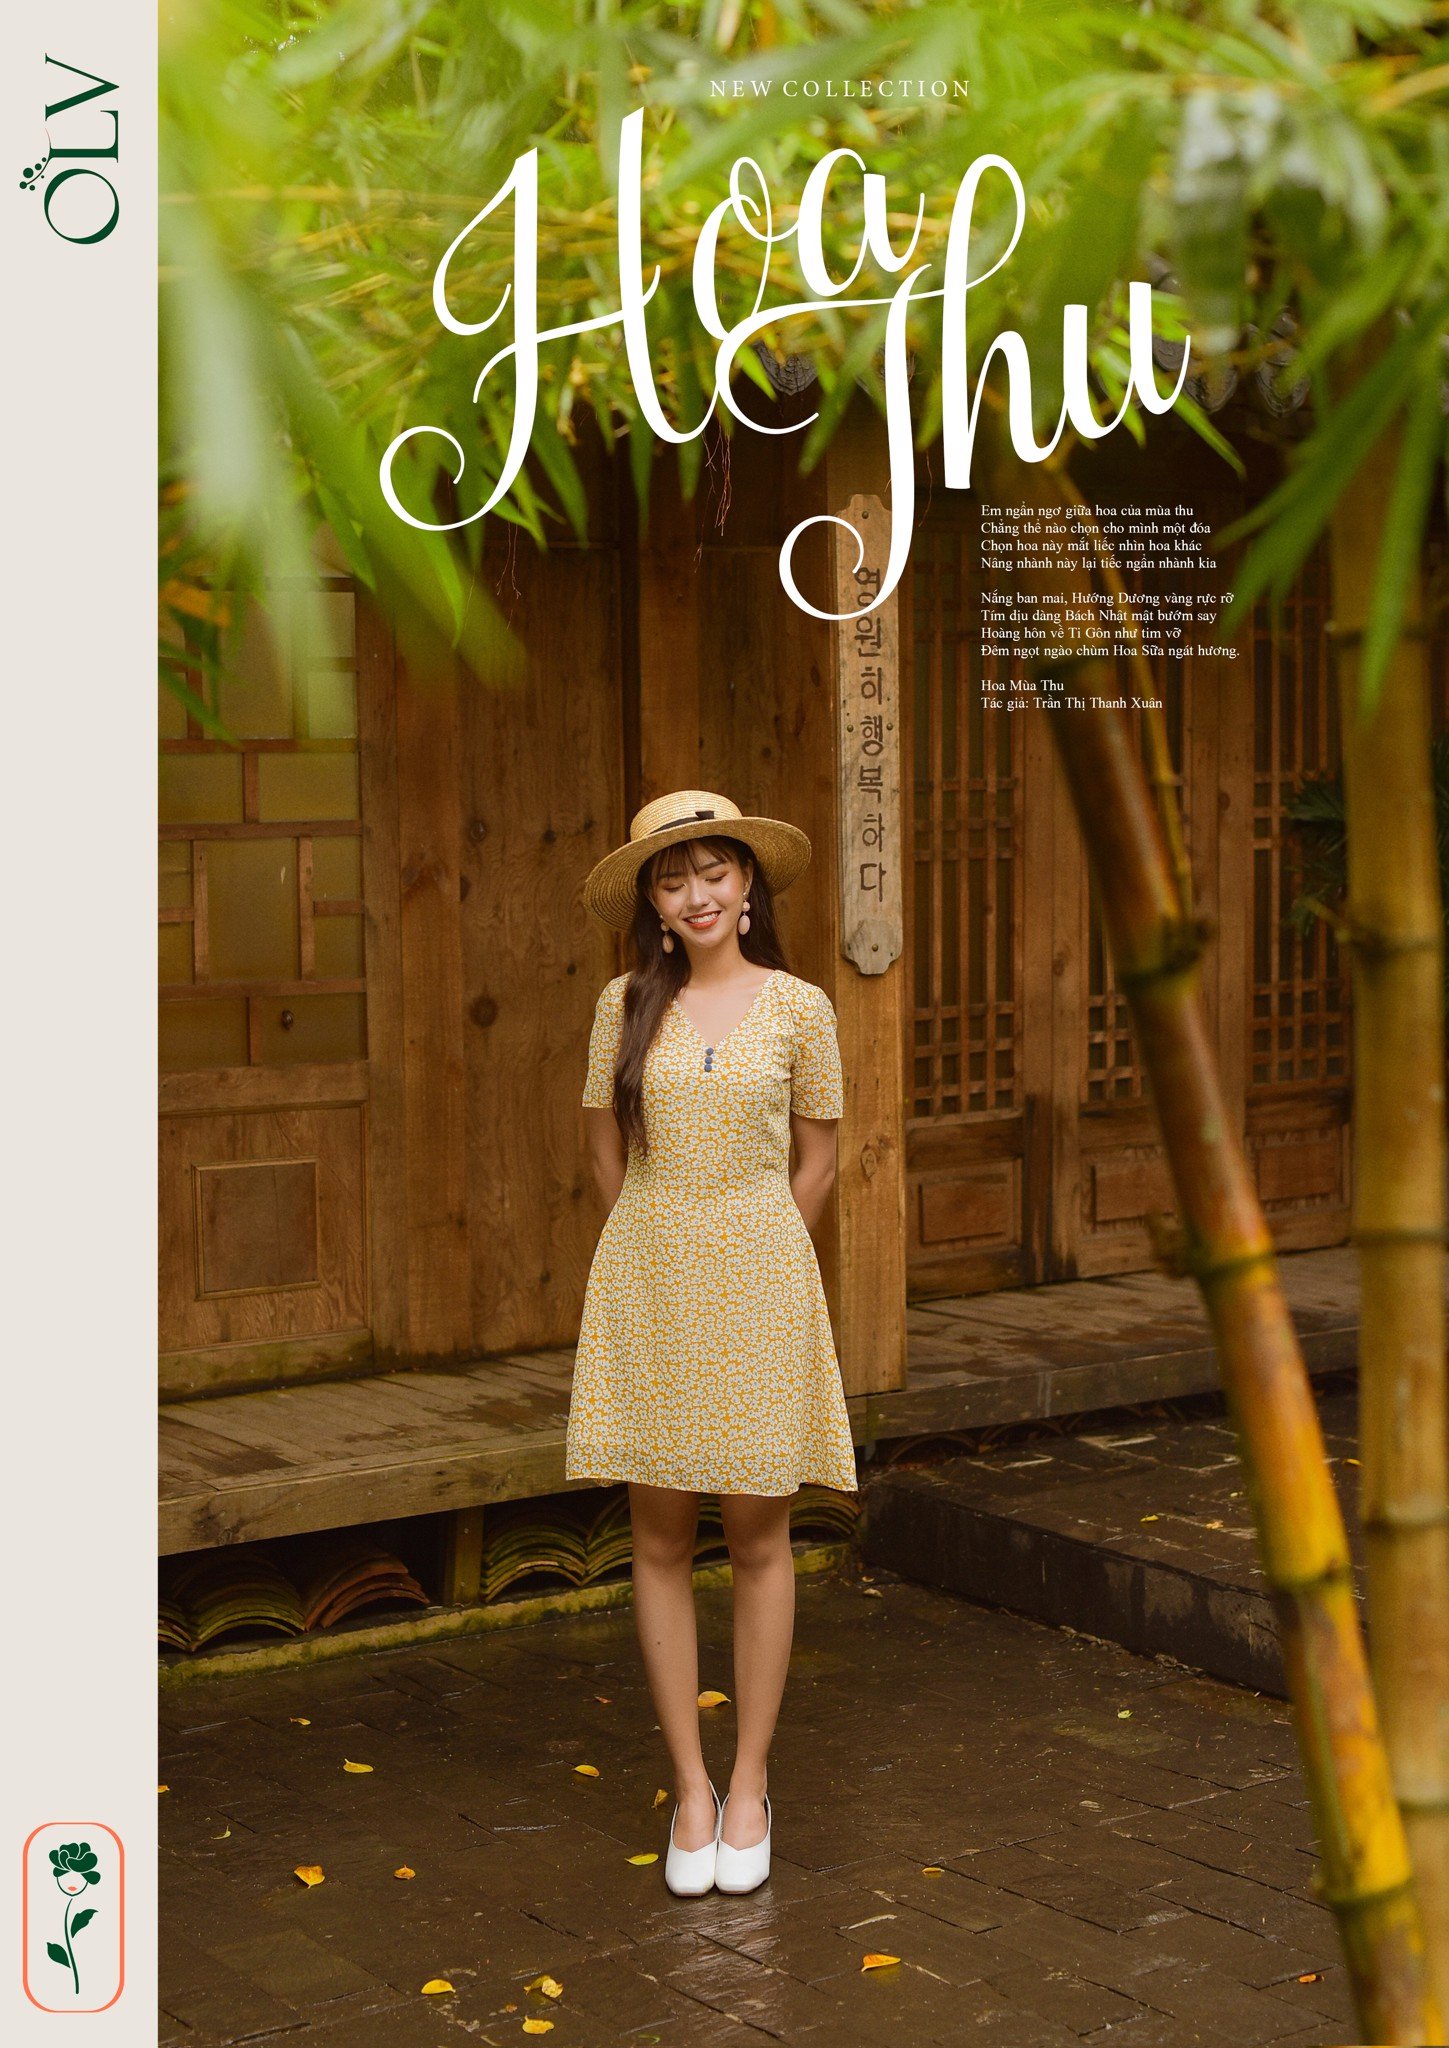 OLV
NEW COLLECTION
Hoa
Thu
Em ngẩn ngơ giữa hoa của mùa thu
Chẳng thể nào chọn cho mình một đóa
Chọn hoa này mắt liếc nhìn hoa khác
Nâng nhành này lại tiếc ngẩn nhành kia
Nắng ban mai, Hướng Dương vàng rực rỡ
Tím dịu dàng Bách Nhật mật bướm say
Hoàng hôn về Ti Gôn như tim vỡ
Đêm ngọt ngào chùm Hoa Sữa ngát hương.
Hoa Mùa Thu
Tác giả: Trần Thị Thanh Xuân
영원히행복하다